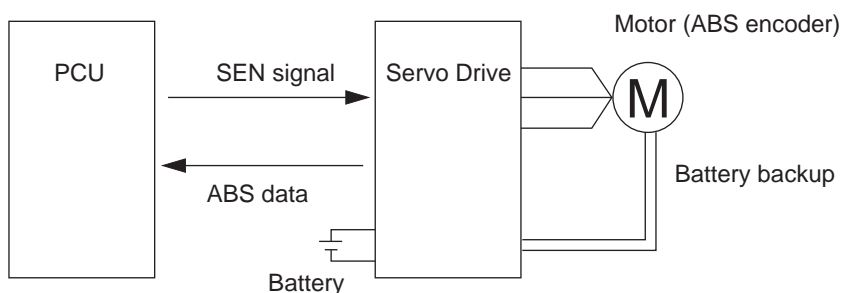 Motor (ABS encoder)
PCU
SEN signal
Servo Drive
M
ABS data
Battery backup
Battery